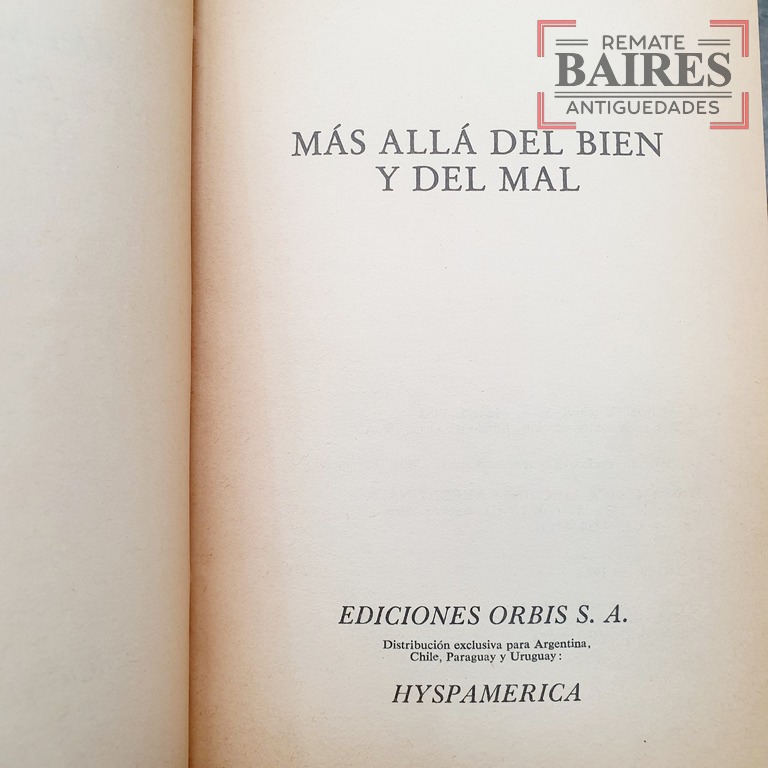 REMATE
BAIRES
ANTIGUEDADES
MÁS ALLÁ DEL BIEN
Y DEL MAL
EDICIONES ORBIS S. A.
Distribución exclusiva para Argentina,
Chile, Paraguay y Uruguay:
HYSPAMERICA